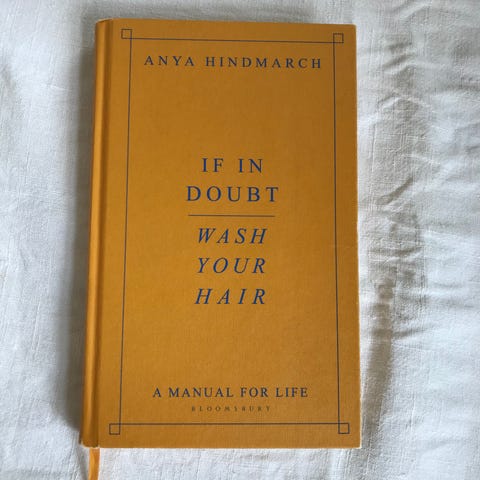 ANYA HINDMARCH
IF IN
DOUBT
WASH
YOUR
HAIR
A MANUAL FOR LIFE
BLOOMSBURY